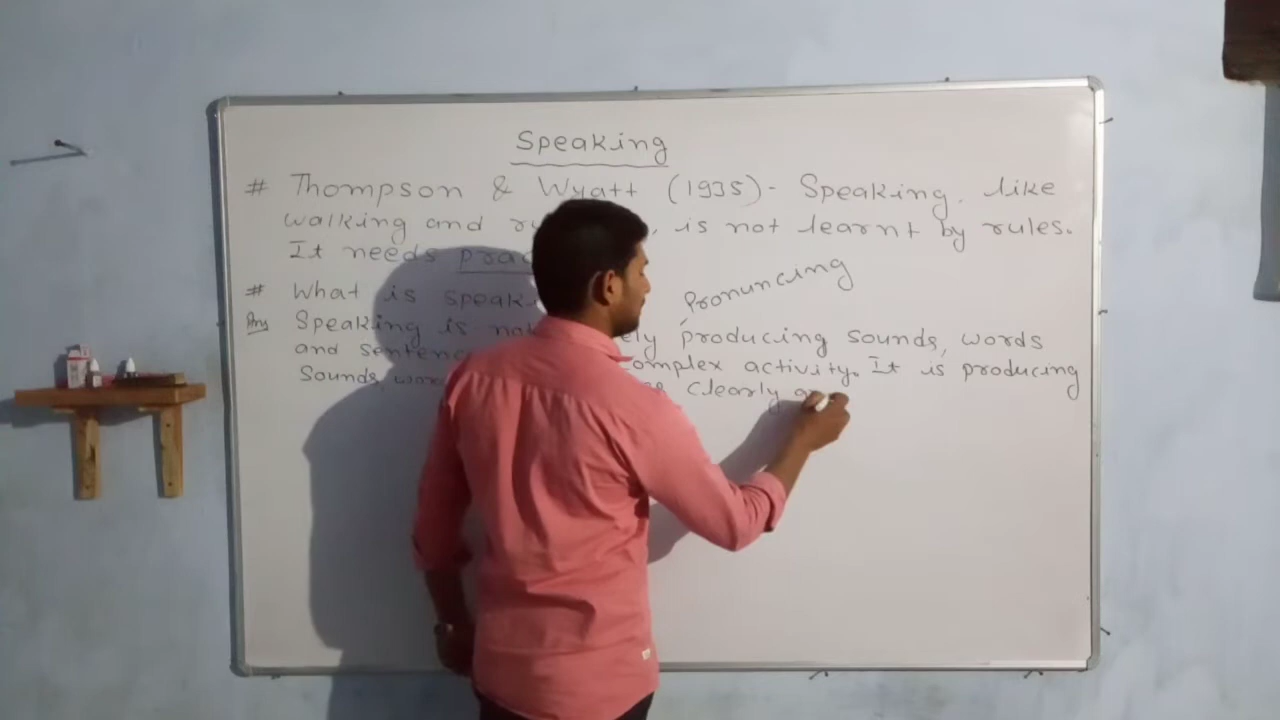 Speaking
# Thompson & Wyatt (1935)- Speaking, like
walking and , is not learnt by rules.
It needs
# What is
Pronuncing
Ans Speaking is producing sounds, words
and activity. It is producing
Sounds, clearly